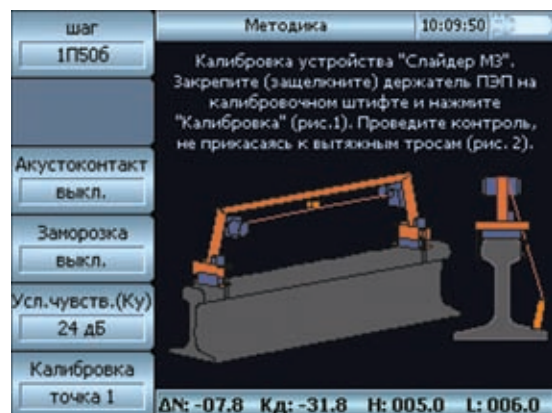 шаг
1П50б
Акустоконтакт
выкл.
Заморозка
выкл.
Усл.чувств.(Ку)
24 дБ
Калибровка
точка 1
Методика
10:09:50
Калибровка устройства "Слайдер МЗ".
Закрепите (защелкните) держатель ПЭП на
калибровочном штифте и нажмите
"Калибровка" (рис.1). Проведите контроль,
не прикасаясь к вытяжным тросам (рис. 2).
ΔN: -07.8 Kд: -31.8 H: 005.0 L: 006.0